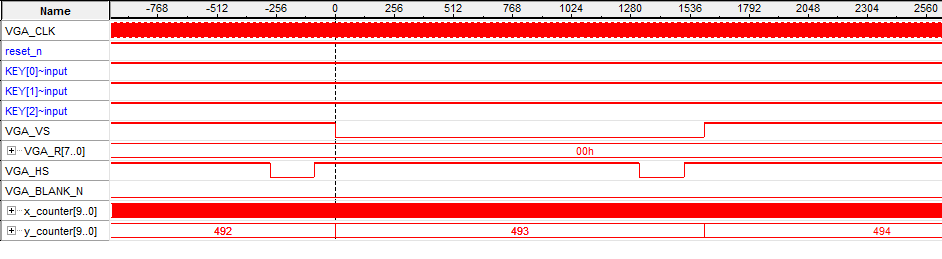 Name -768 -512 -256 0 256 512 768 1024 1280 1536 1792 2048 2304 2560
VGA_CLK
reset_n
KEY[0]~input
KEY[1]~input
KEY[2]~input
VGA_VS
VGA_R[7..0] 00h
VGA_HS
VGA_BLANK_N
x_counter[9..0]
y_counter[9..0] 492 493 494